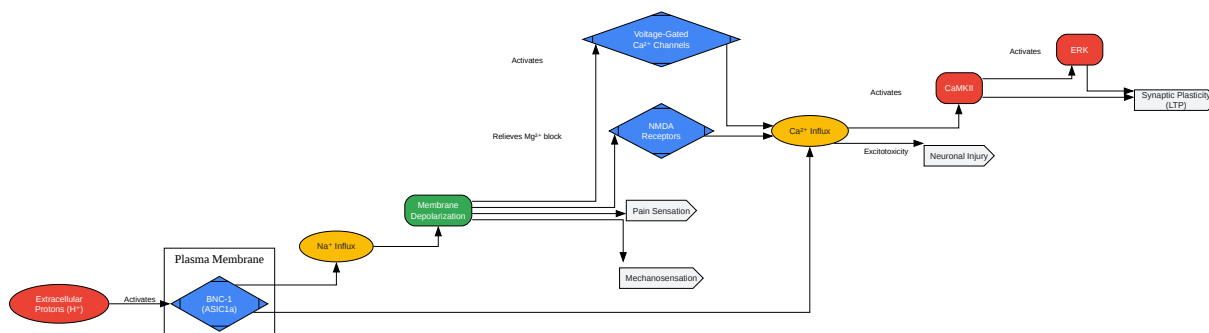 Voltage-Gated
Ca²⁺ Channels
Activates
Activates
ERK
Activates
CaMKII
Synaptic Plasticity
(LTP)
Relieves Mg²⁺ block
NMDA
Receptors
Ca²⁺ Influx
Excitotoxicity
Neuronal Injury
Membrane
Depolarization
Pain Sensation
Na⁺ Influx
Mechanosensation
Plasma Membrane
Extracellular
Protons (H⁺)
Activates
BNC-1
(ASIC1a)